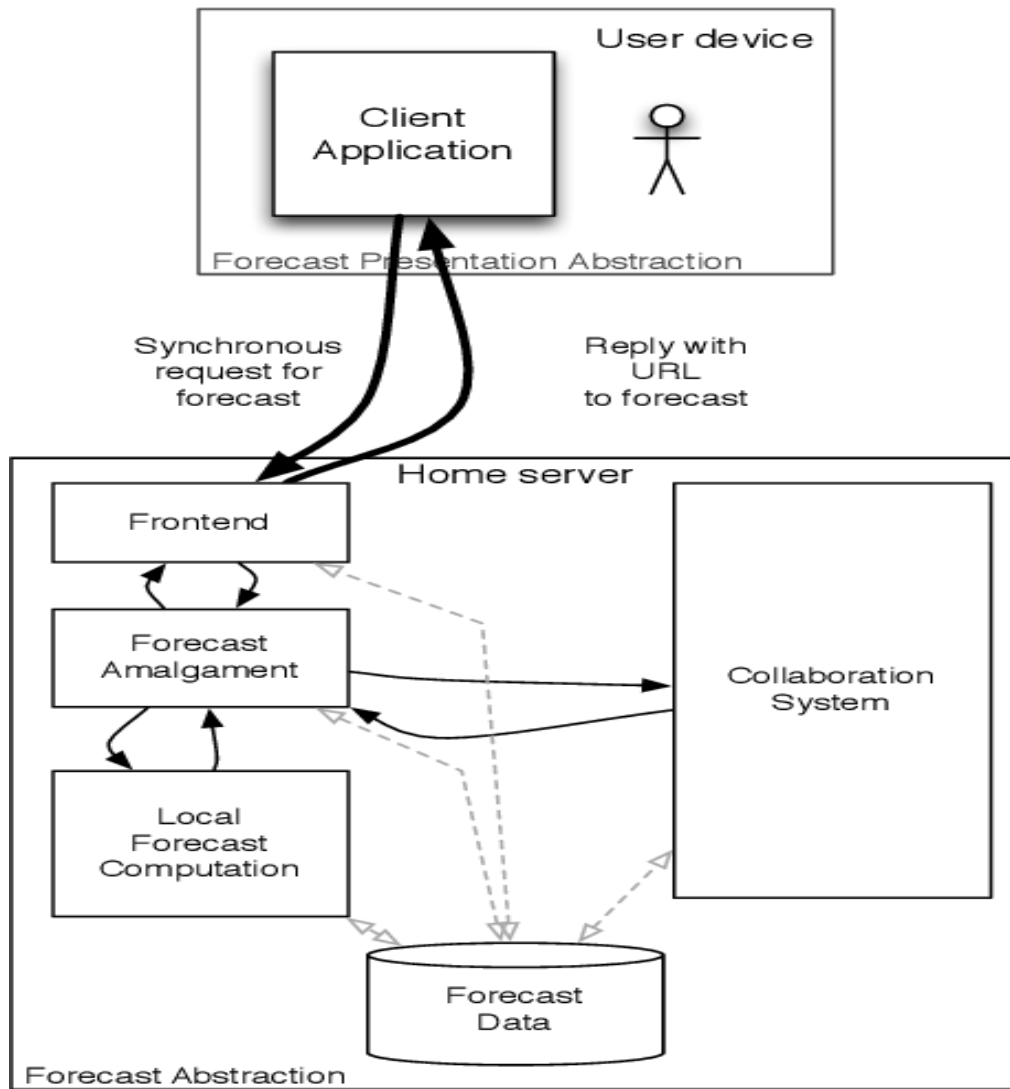 User device
Client
Application
Forecast Presentation Abstraction
Synchronous
request for
forecast
Reply with
URL
to forecast
Home server
Frontend
Forecast
Amalgament
Collaboration
System
Local
Forecast
Computation
Forecast
Data
Forecast Abstraction